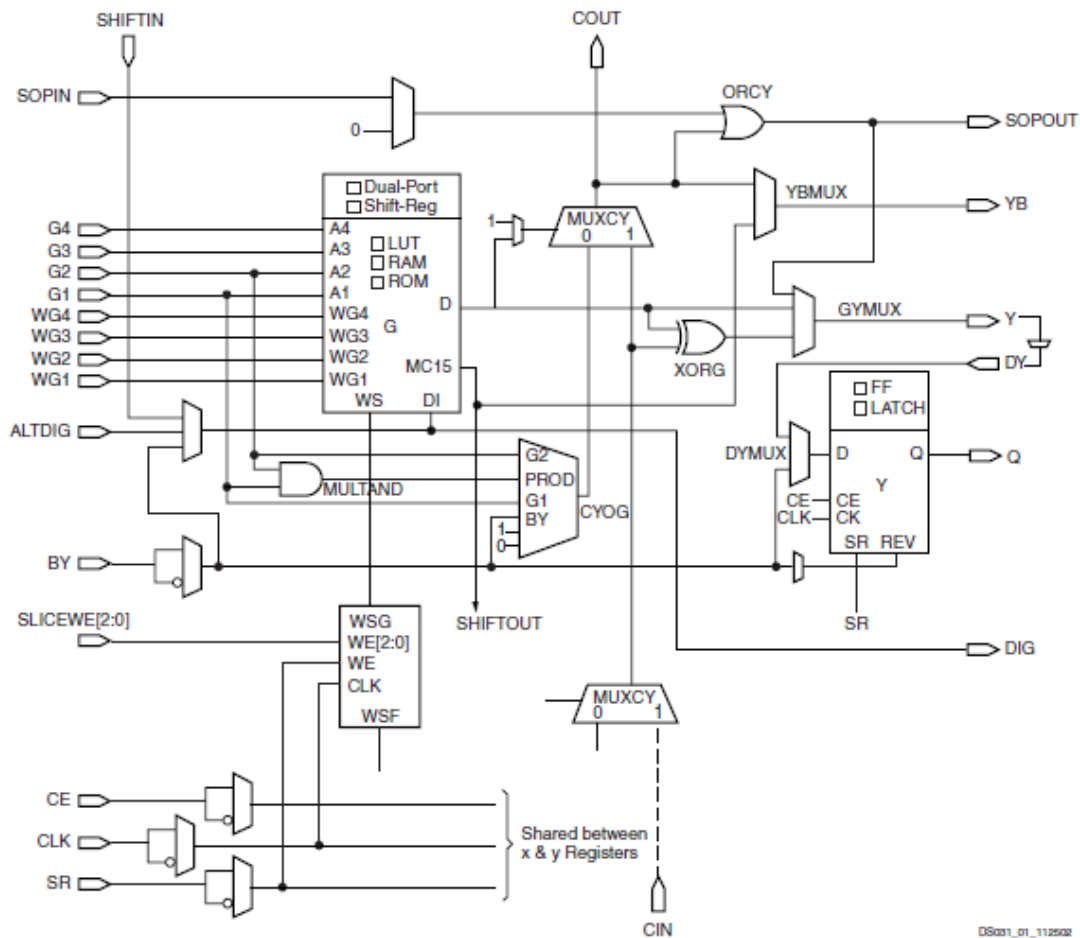 SHIFTIN
COUT
SOPIN
ORCY
0
SOPOUT
Dual-Port
Shift-Reg
YBMUX
YB
MUXCY
1
0 1
G4
A4
G3
A3
LUT
G2
A2
RAM
G1
A1
ROM
D
WG4
WG4
G
GYMUX
Y
WG3
WG3
WG2
WG2
MC15
XORG
DY
WG1
WG1
WS DI
FF
LATCH
ALTDIG
DYMUX
D Q
Q
G2
PROD
MULTAND
G1
CYOG
BY
1
0
Y
CE
CE
CLK
CK
BY
SR REV
SLICEWE[2:0]
WSG
WE[2:0]
WE
CLK
WSF
SHIFTOUT
SR
DIG
MUXCY
0 1
CE
CLK
SR
Shared between
x & y Registers
CIN
DS031_01_112502